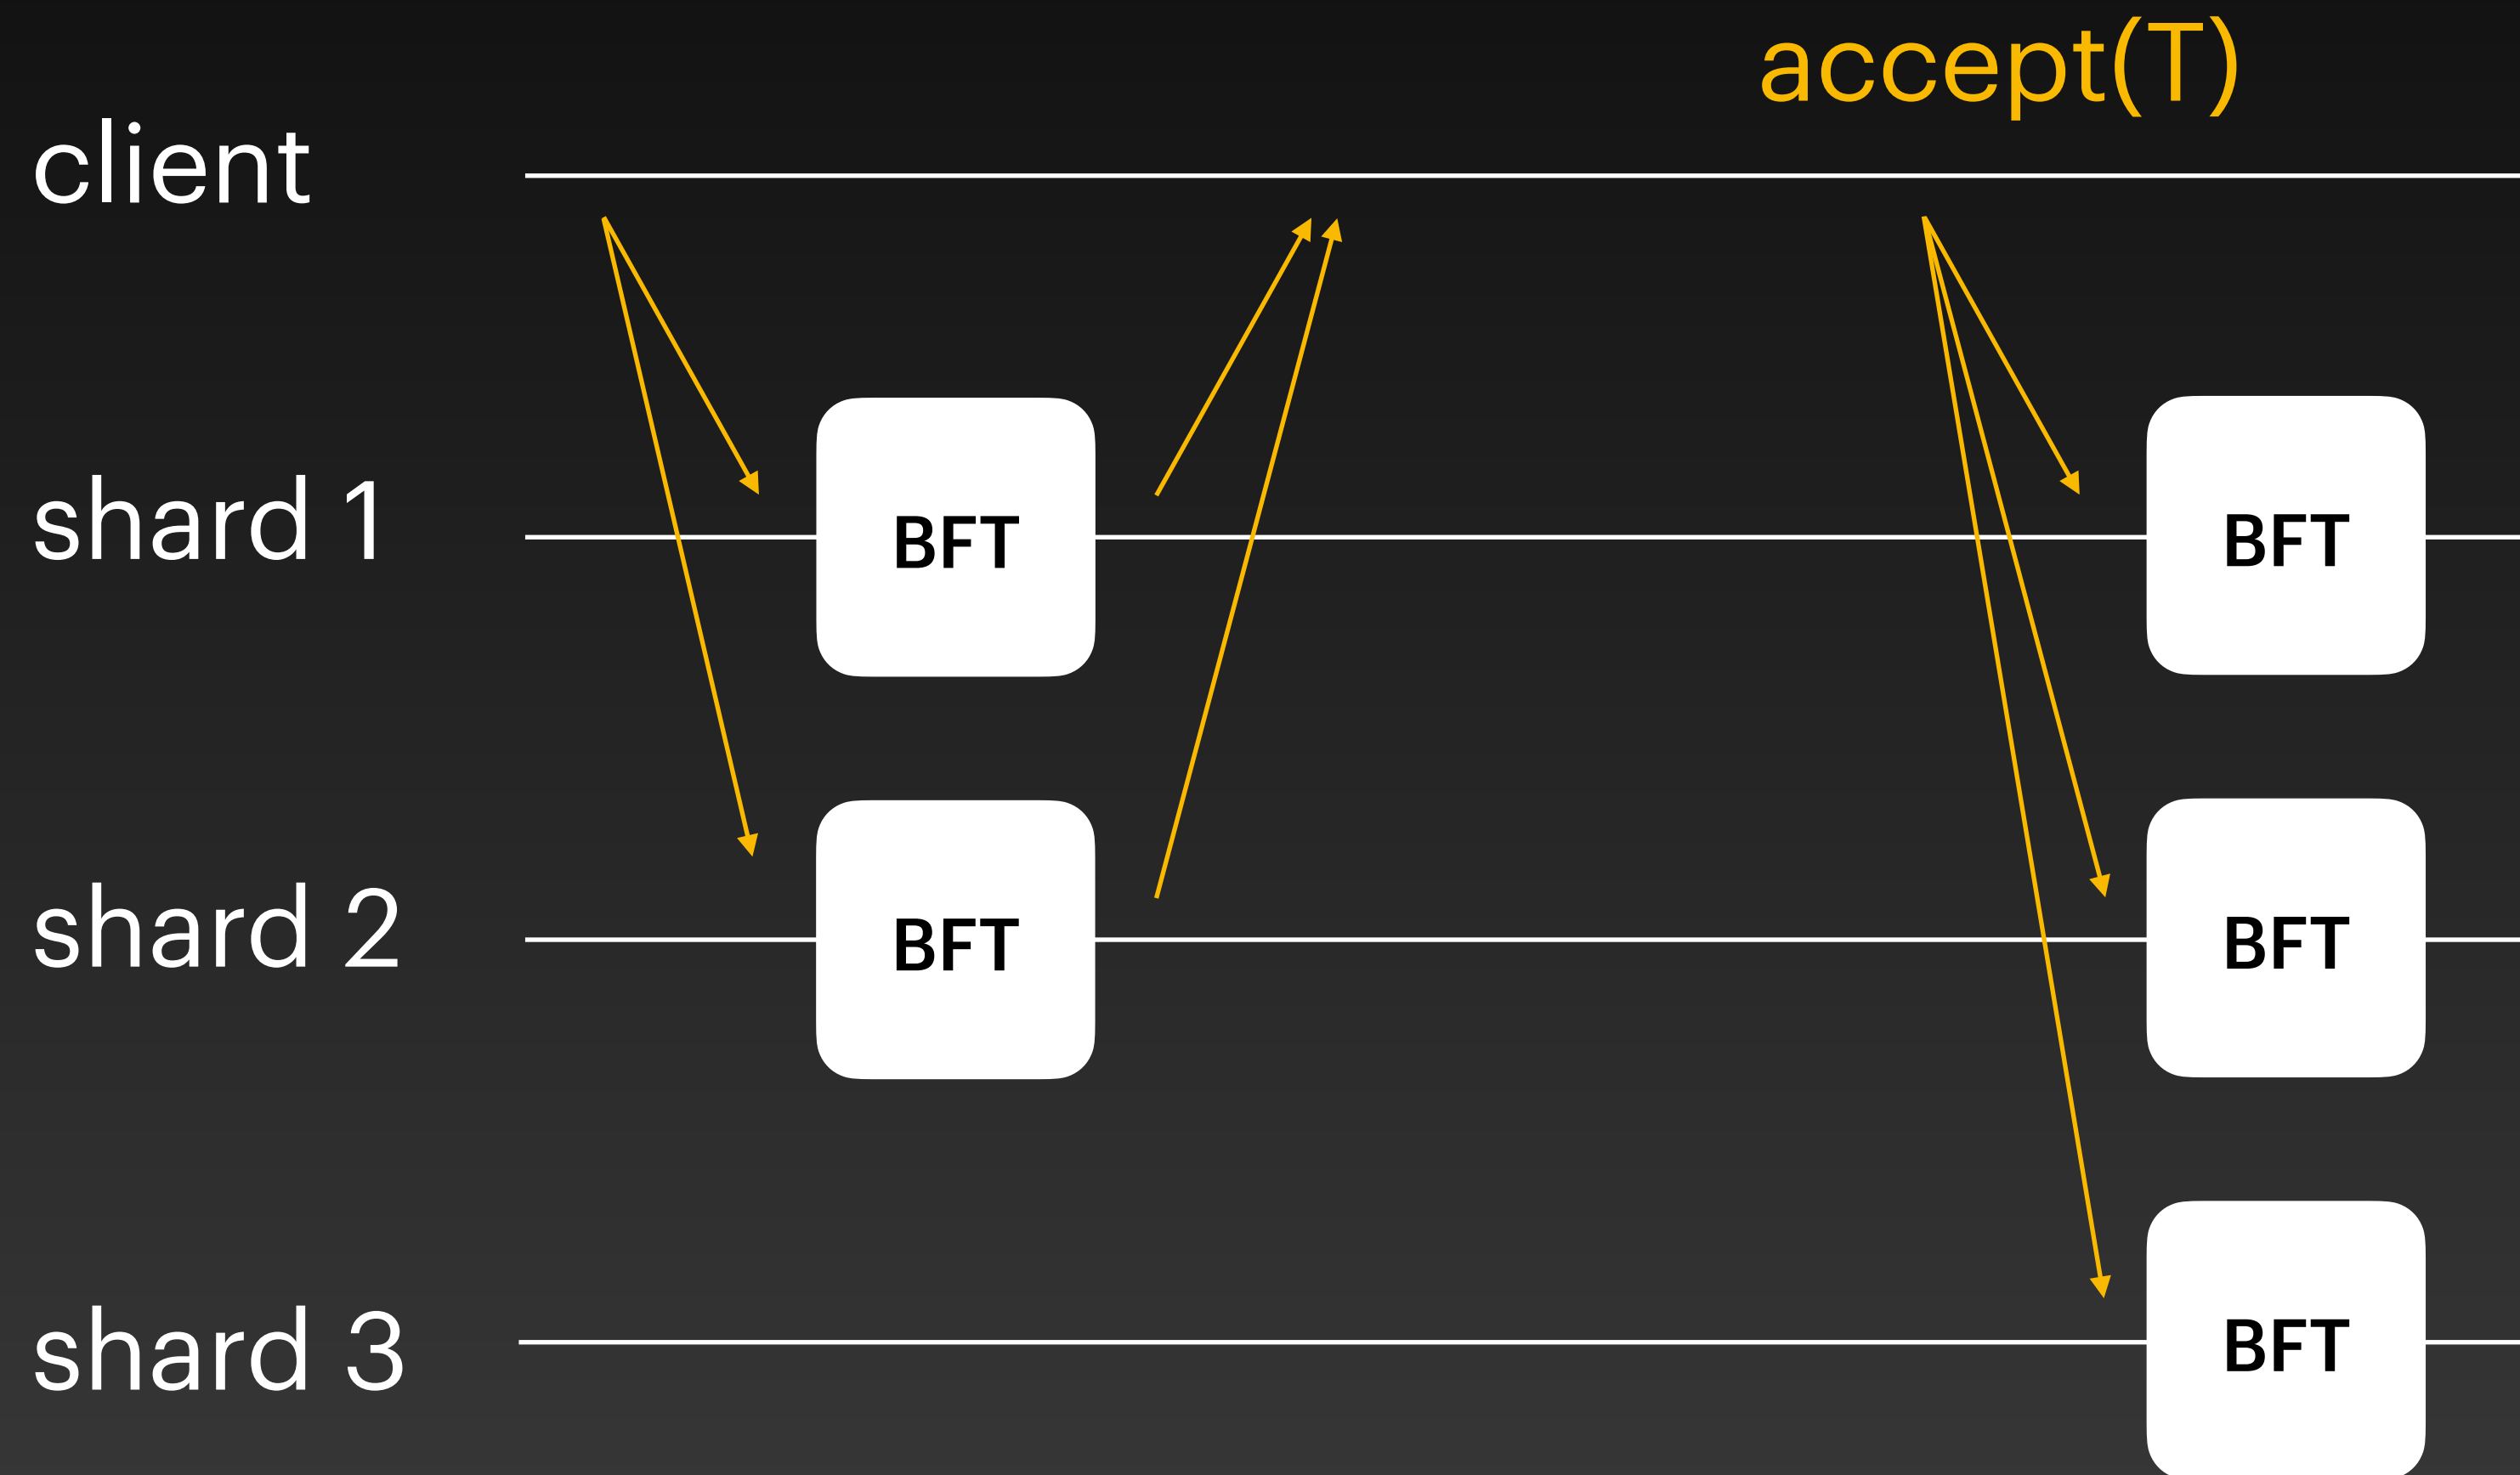 accept(T)
client
shard 1
BFT
BFT
shard 2
BFT
BFT
shard 3
BFT